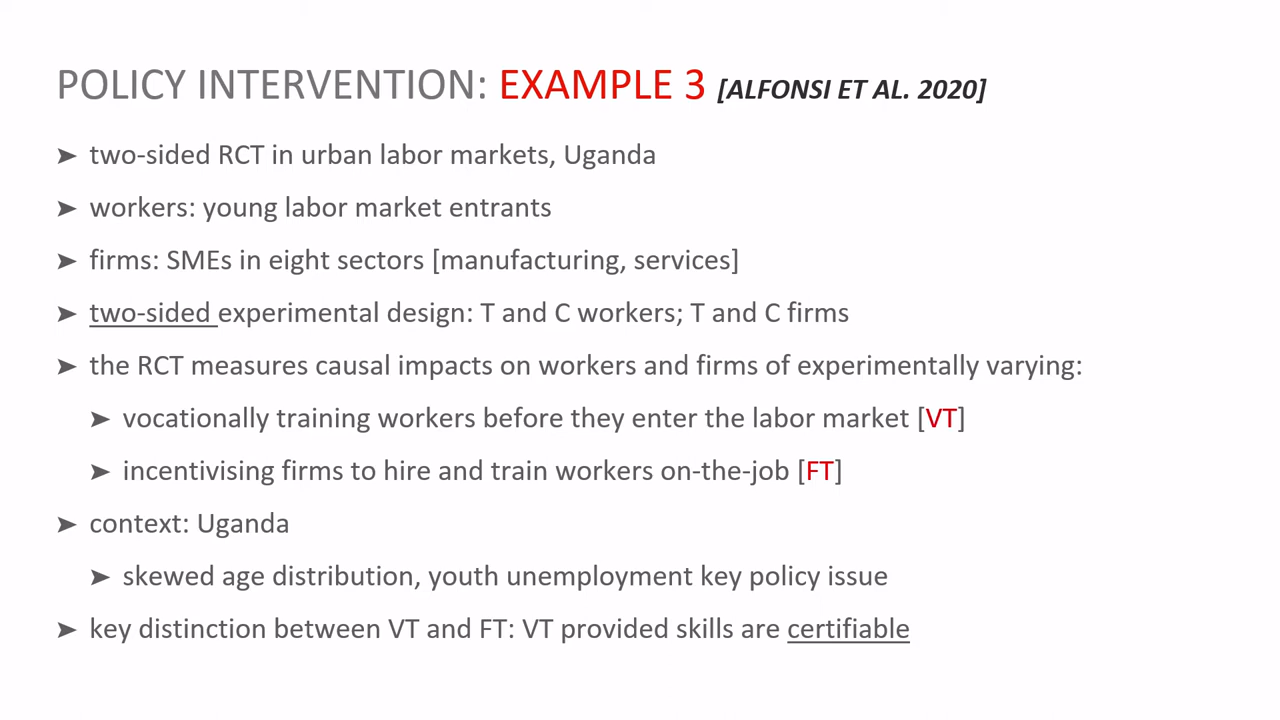 POLICY INTERVENTION: EXAMPLE 3 [ALFONSI ET AL. 2020]
➤ two-sided RCT in urban labor markets, Uganda
➤ workers: young labor market entrants
➤ firms: SMEs in eight sectors [manufacturing, services]
➤ two-sided experimental design: T and C workers; T and C firms
➤ the RCT measures causal impacts on workers and firms of experimentally varying:
➤ vocationally training workers before they enter the labor market [VT]
➤ incentivising firms to hire and train workers on-the-job [FT]
➤ context: Uganda
➤ skewed age distribution, youth unemployment key policy issue
➤ key distinction between VT and FT: VT provided skills are certifiable